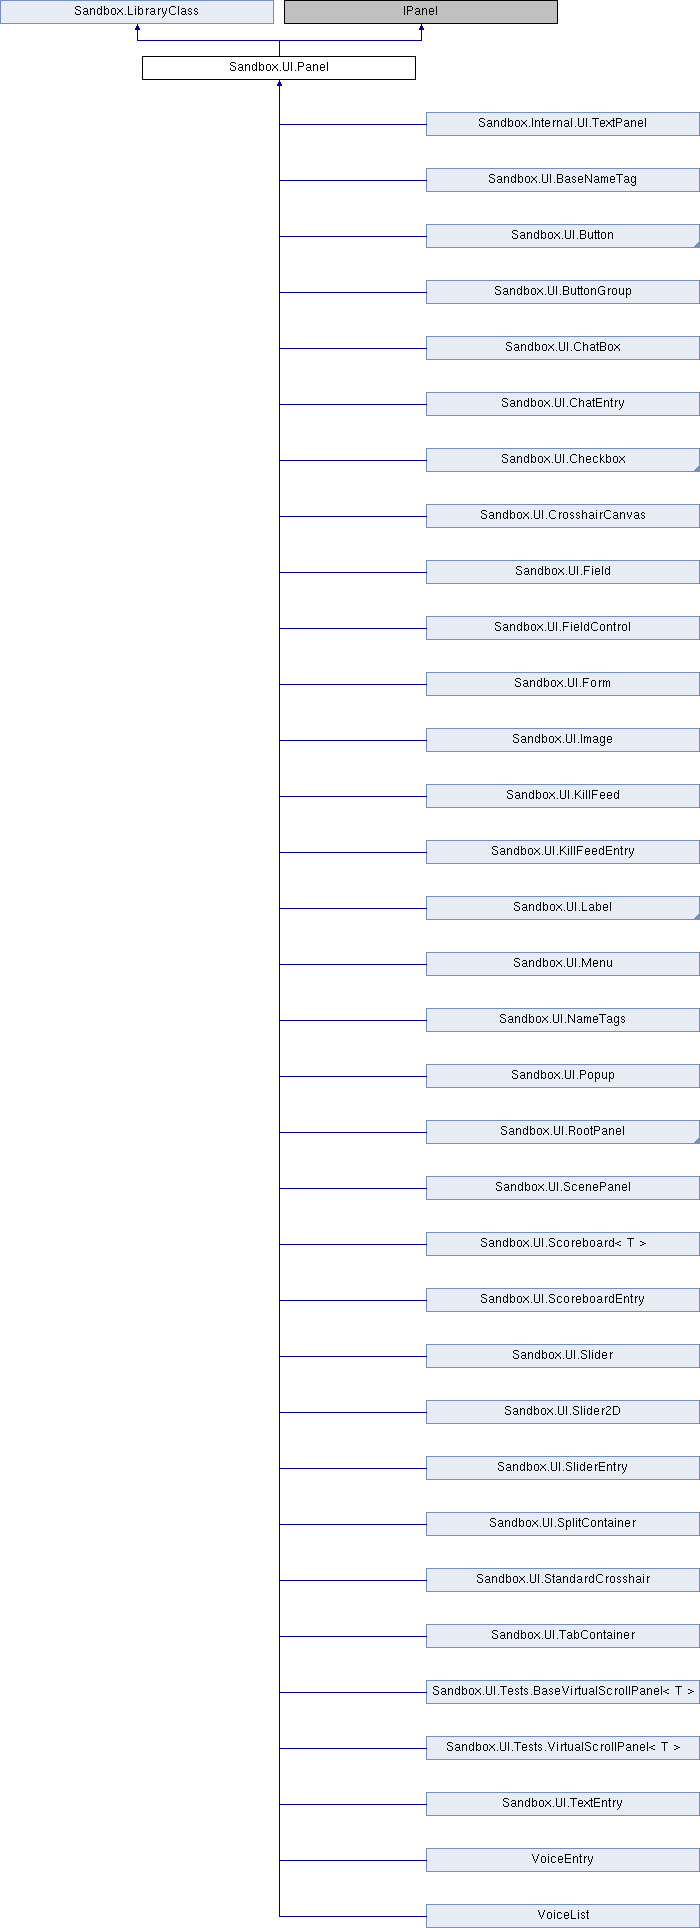 Sandbox.LibraryClass
IPanel
Sandbox.UI.Panel
Sandbox.Internal.UI.TextPanel
Sandbox.UI.BaseNameTag
Sandbox.UI.Button
Sandbox.UI.ButtonGroup
Sandbox.UI.ChatBox
Sandbox.UI.ChatEntry
Sandbox.UI.Checkbox
Sandbox.UI.CrosshairCanvas
Sandbox.UI.Field
Sandbox.UI.FieldControl
Sandbox.UI.Form
Sandbox.UI.Image
Sandbox.UI.KillFeed
Sandbox.UI.KillFeedEntry
Sandbox.UI.Label
Sandbox.UI.Menu
Sandbox.UI.NameTags
Sandbox.UI.Popup
Sandbox.UI.RootPanel
Sandbox.UI.ScenePanel
Sandbox.UI.Scoreboard< T >
Sandbox.UI.ScoreboardEntry
Sandbox.UI.Slider
Sandbox.UI.Slider2D
Sandbox.UI.SliderEntry
Sandbox.UI.SplitContainer
Sandbox.UI.StandardCrosshair
Sandbox.UI.TabContainer
Sandbox.UI.Tests.BaseVirtualScrollPanel< T >
Sandbox.UI.Tests.VirtualScrollPanel< T >
Sandbox.UI.TextEntry
VoiceEntry
VoiceList